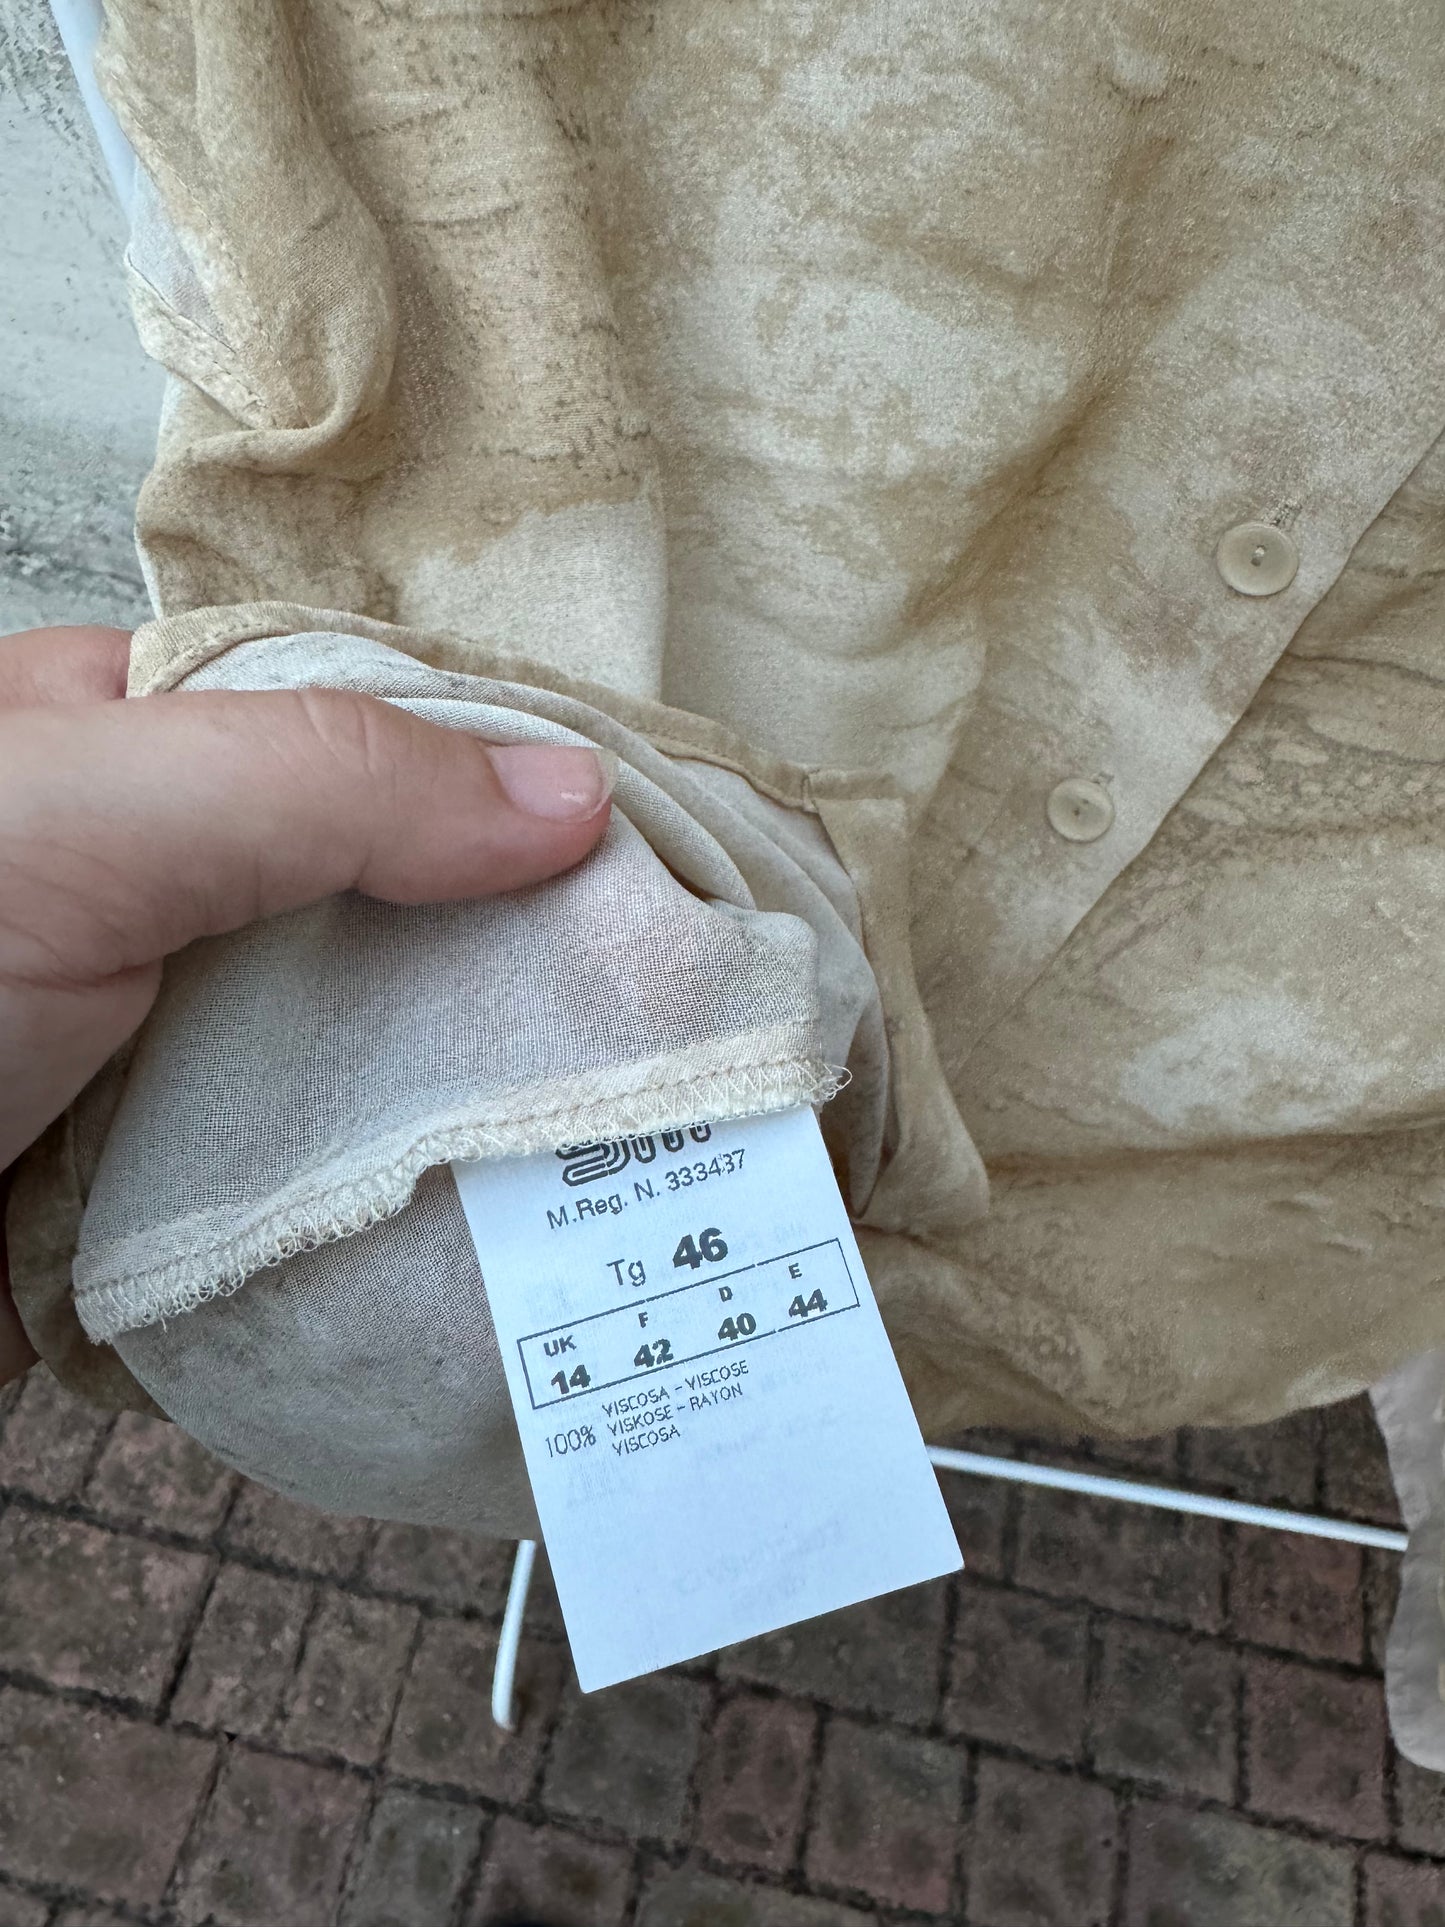 M.Reg. N. 333437
Tg 46
UK F D E
14 42 40 44
VISCOSA - VISCOSE
100% VISKOSE - RAYON
VISCOSA